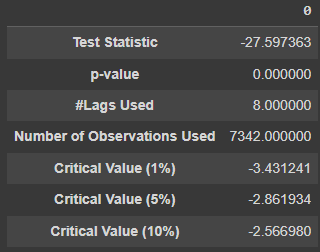 0
Test Statistic -27.597363
p-value 0.000000
#Lags Used 8.000000
Number of Observations Used 7342.000000
Critical Value (1%) -3.431241
Critical Value (5%) -2.861934
Critical Value (10%) -2.566980